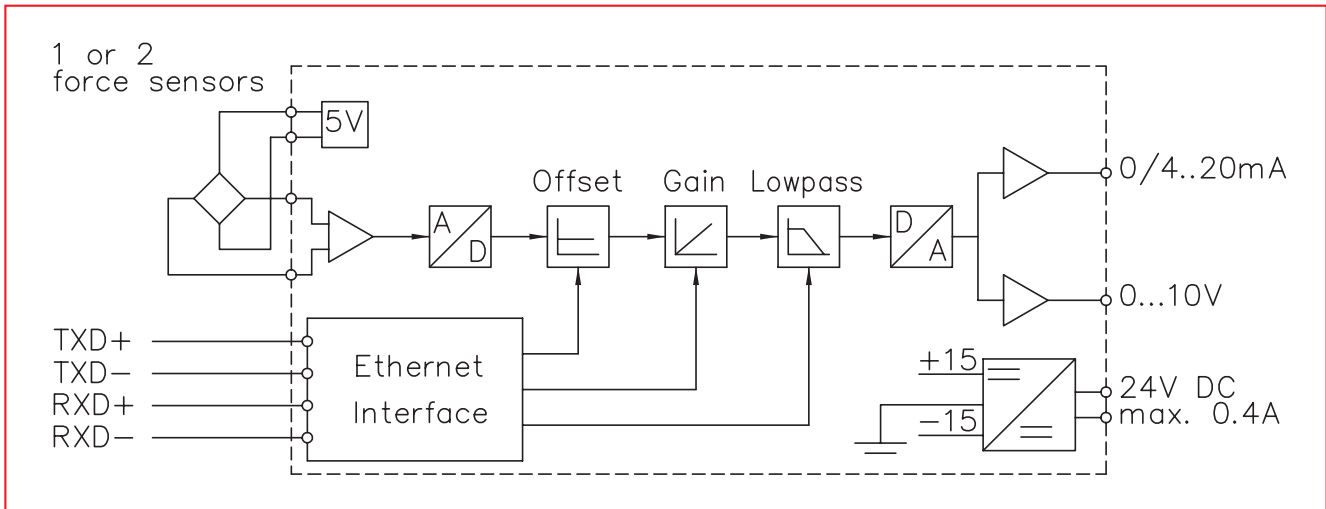 1 or 2
force sensors
5V
0/4..20mA
Offset
Gain
Lowpass
A
D
D
A
0...10V
TXD+
TXD-
RXD+
RXD-
Ethernet
Interface
+15
-15
24V DC
max. 0.4A